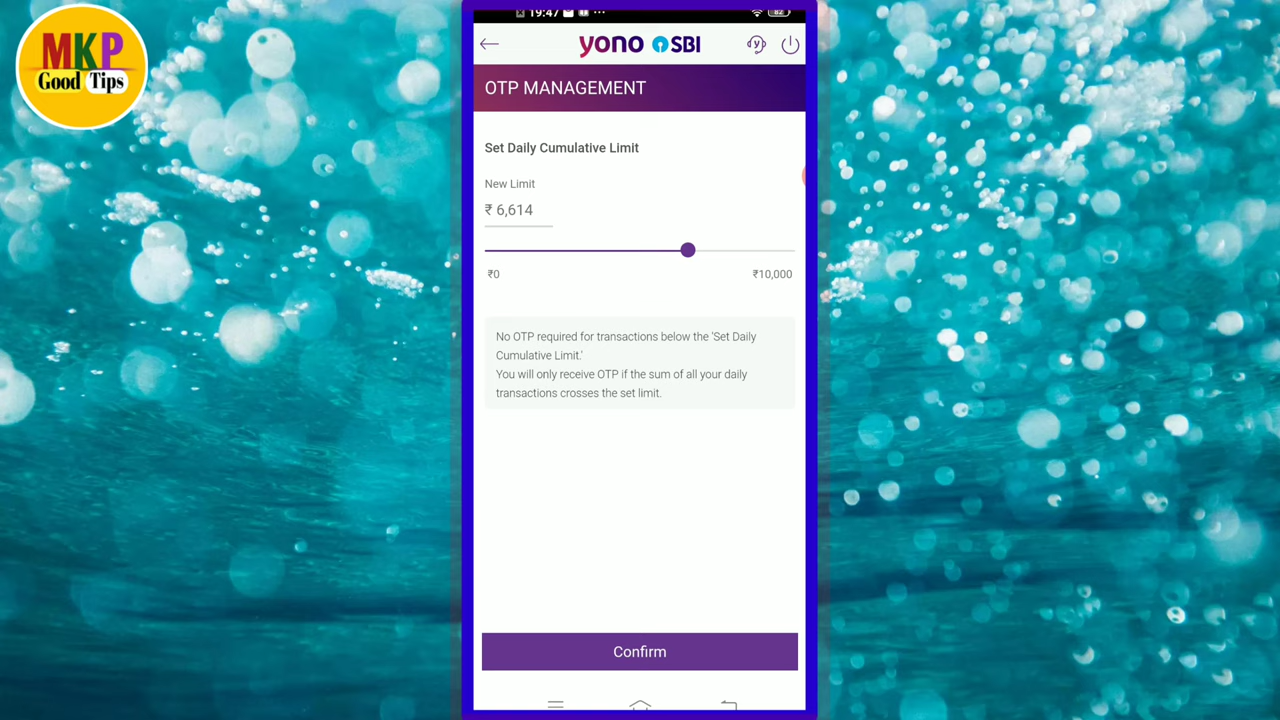 MKP
Good Tips
19:47
82
yono SBI
OTP MANAGEMENT
Set Daily Cumulative Limit
New Limit
₹ 6,614
₹0 ₹10,000
No OTP required for transactions below the 'Set Daily
Cumulative Limit.'
You will only receive OTP if the sum of all your daily
transactions crosses the set limit.
Confirm